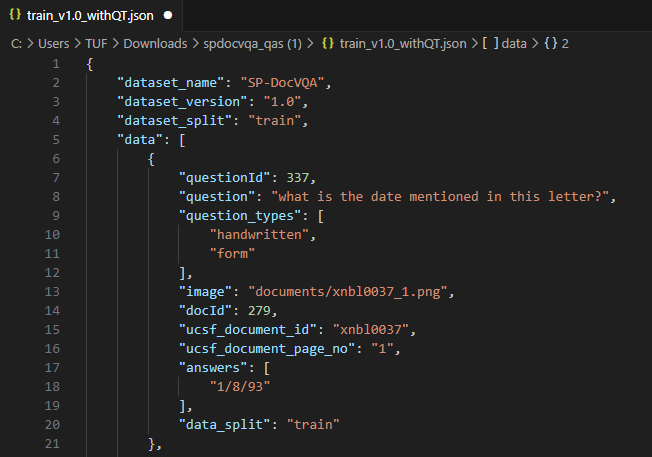 {} train_v1.0_withQT.json ●
C: > Users > TUF > Downloads > spdocvqa_qas (1) > {} train_v1.0_withQT.json > [ ] data > {} 2
1 {
2     "dataset_name": "SP-DocVQA",
3     "dataset_version": "1.0",
4     "dataset_split": "train",
5     "data": [
6         {
7             "questionId": 337,
8             "question": "what is the date mentioned in this letter?",
9             "question_types": [
10                 "handwritten",
11                 "form"
12             ],
13             "image": "documents/xnbl0037_1.png",
14             "docId": 279,
15             "ucsf_document_id": "xnbl0037",
16             "ucsf_document_page_no": "1",
17             "answers": [
18                 "1/8/93"
19             ],
20             "data_split": "train"
21         },